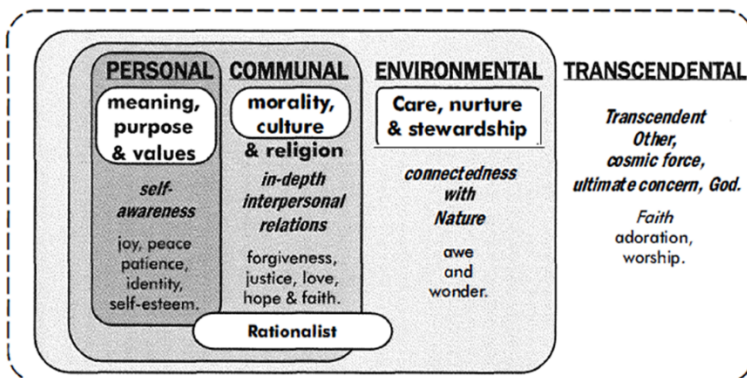 PERSONAL
meaning,
purpose
& values
self-
awareness
joy, peace
patience,
identity,
self-esteem.
COMMUNAL
morality,
culture
& religion
in-depth
interpersonal
relations
forgiveness,
justice, love,
hope & faith.
ENVIRONMENTAL
Care, nurture
& stewardship
connectedness
with
Nature
awe
and
wonder.
TRANSCENDENTAL
Transcendent
Other,
cosmic force,
ultimate concern, God.
Faith
adoration,
worship.
Rationalist